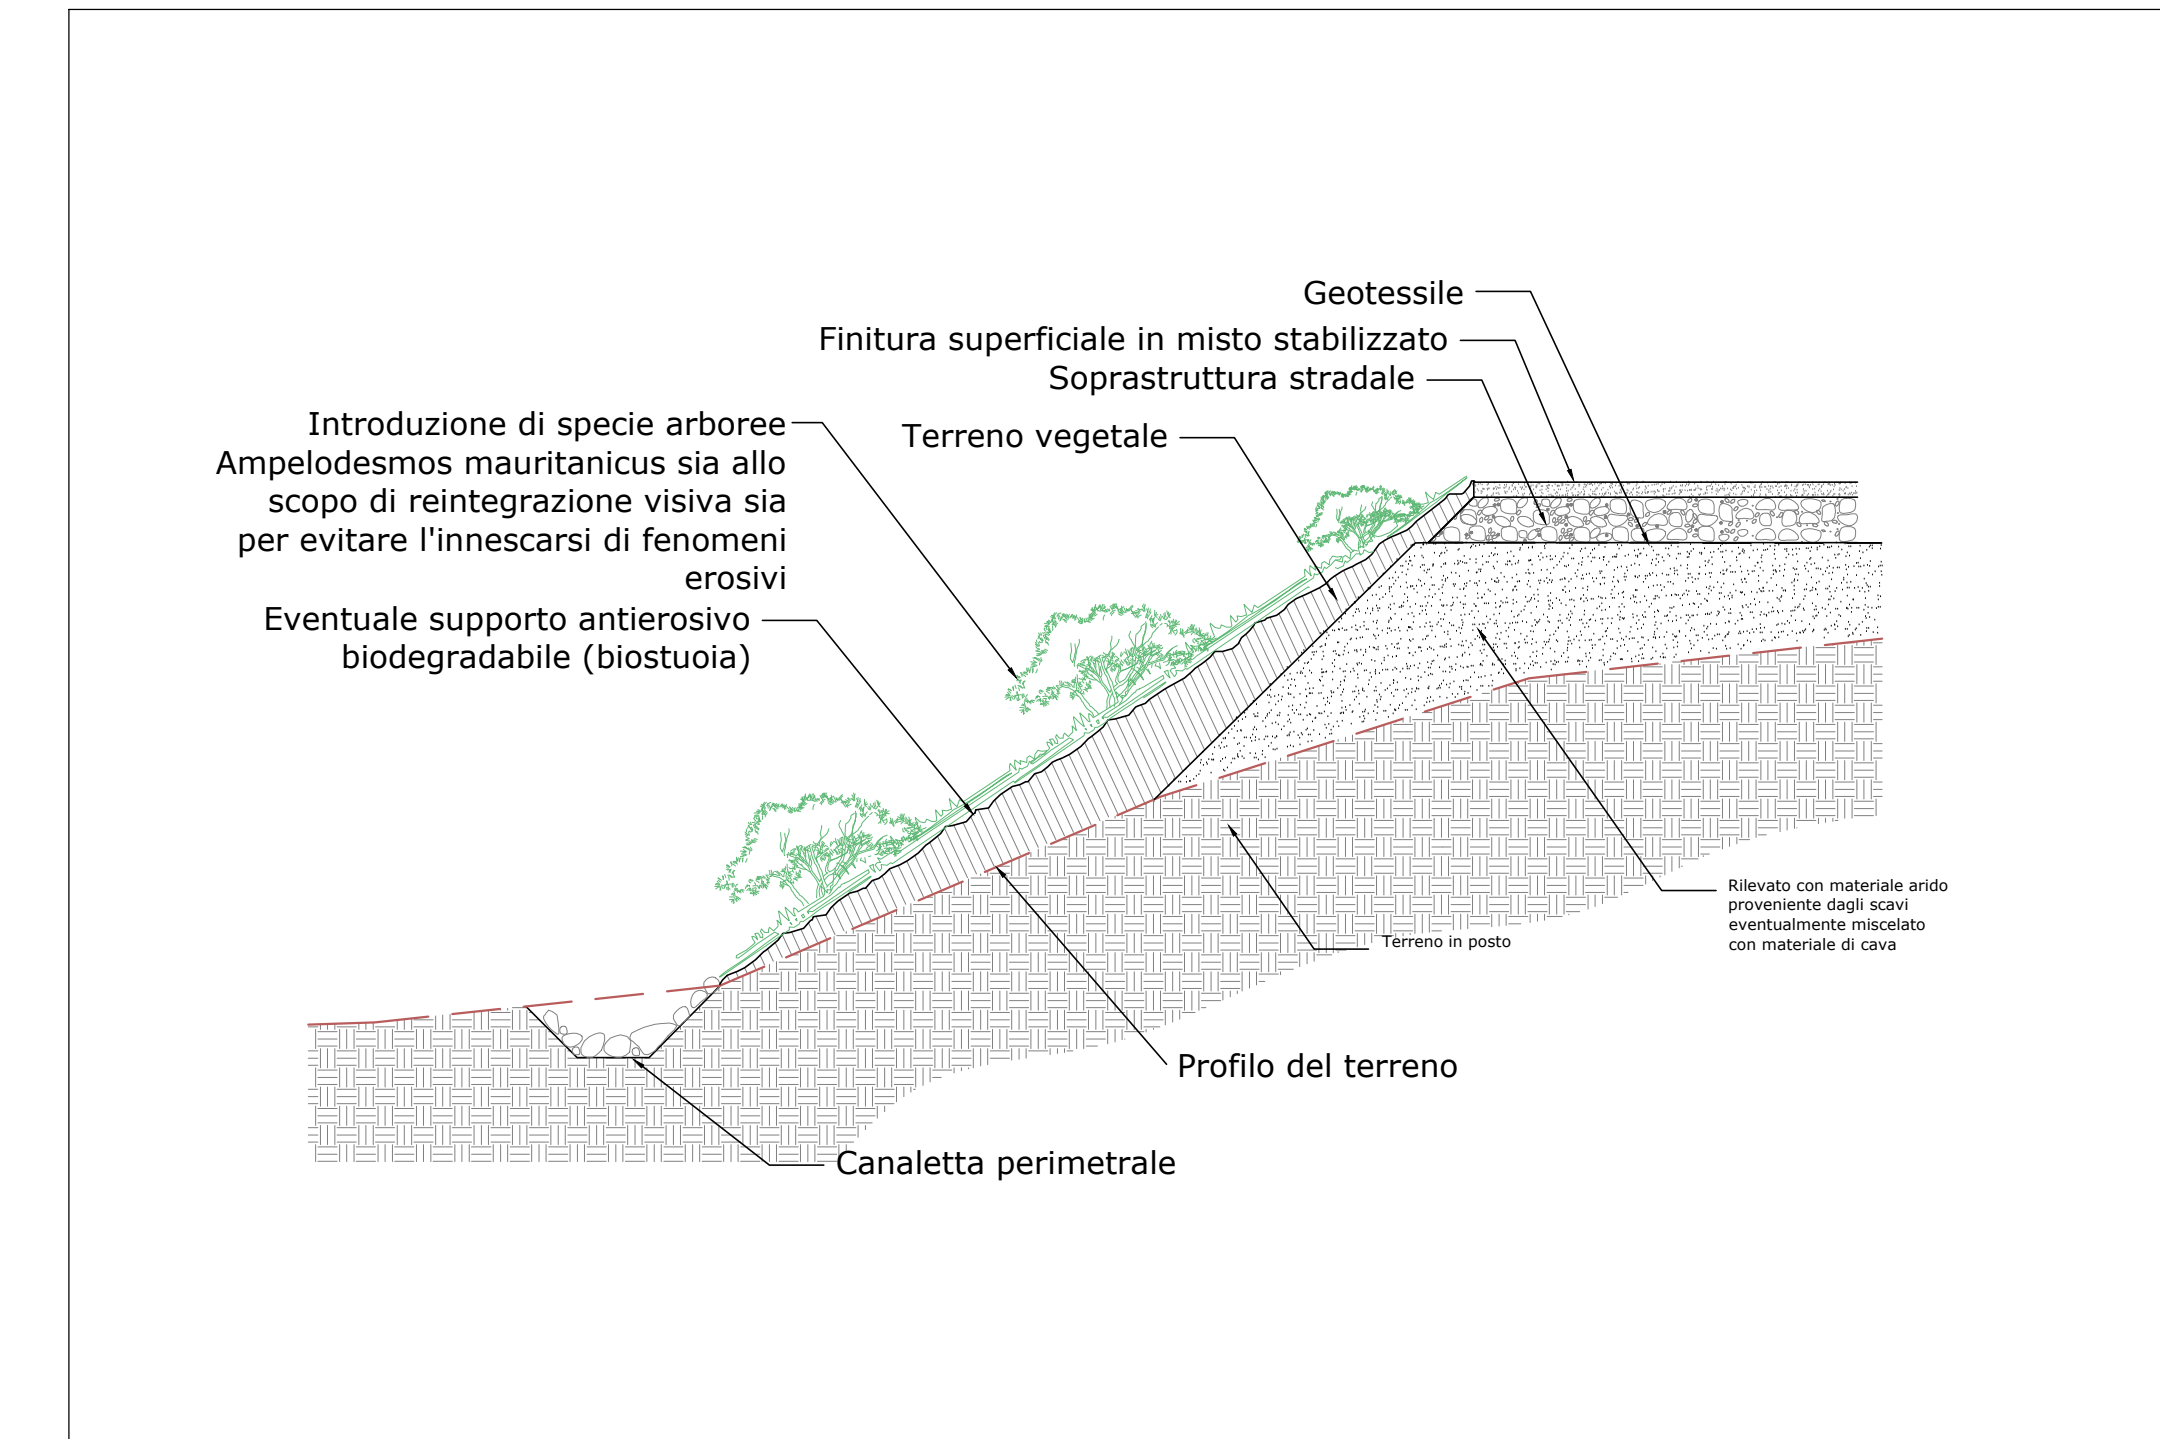 Geotessile
Finitura superficiale in misto stabilizzato
Soprastruttura stradale
Introduzione di specie arboree
Ampelodesmos mauritanicus sia allo
scopo di reintegrazione visiva sia
per evitare l'innescarsi di fenomeni
erosivi
Terreno vegetale
Eventuale supporto antierosivo
biodegradabile (biostuoia)
Rilevato con materiale arido
proveniente dagli scavi
eventualmente miscelato
con materiale di cava
Terreno in posto
Profilo del terreno
Canaletta perimetrale